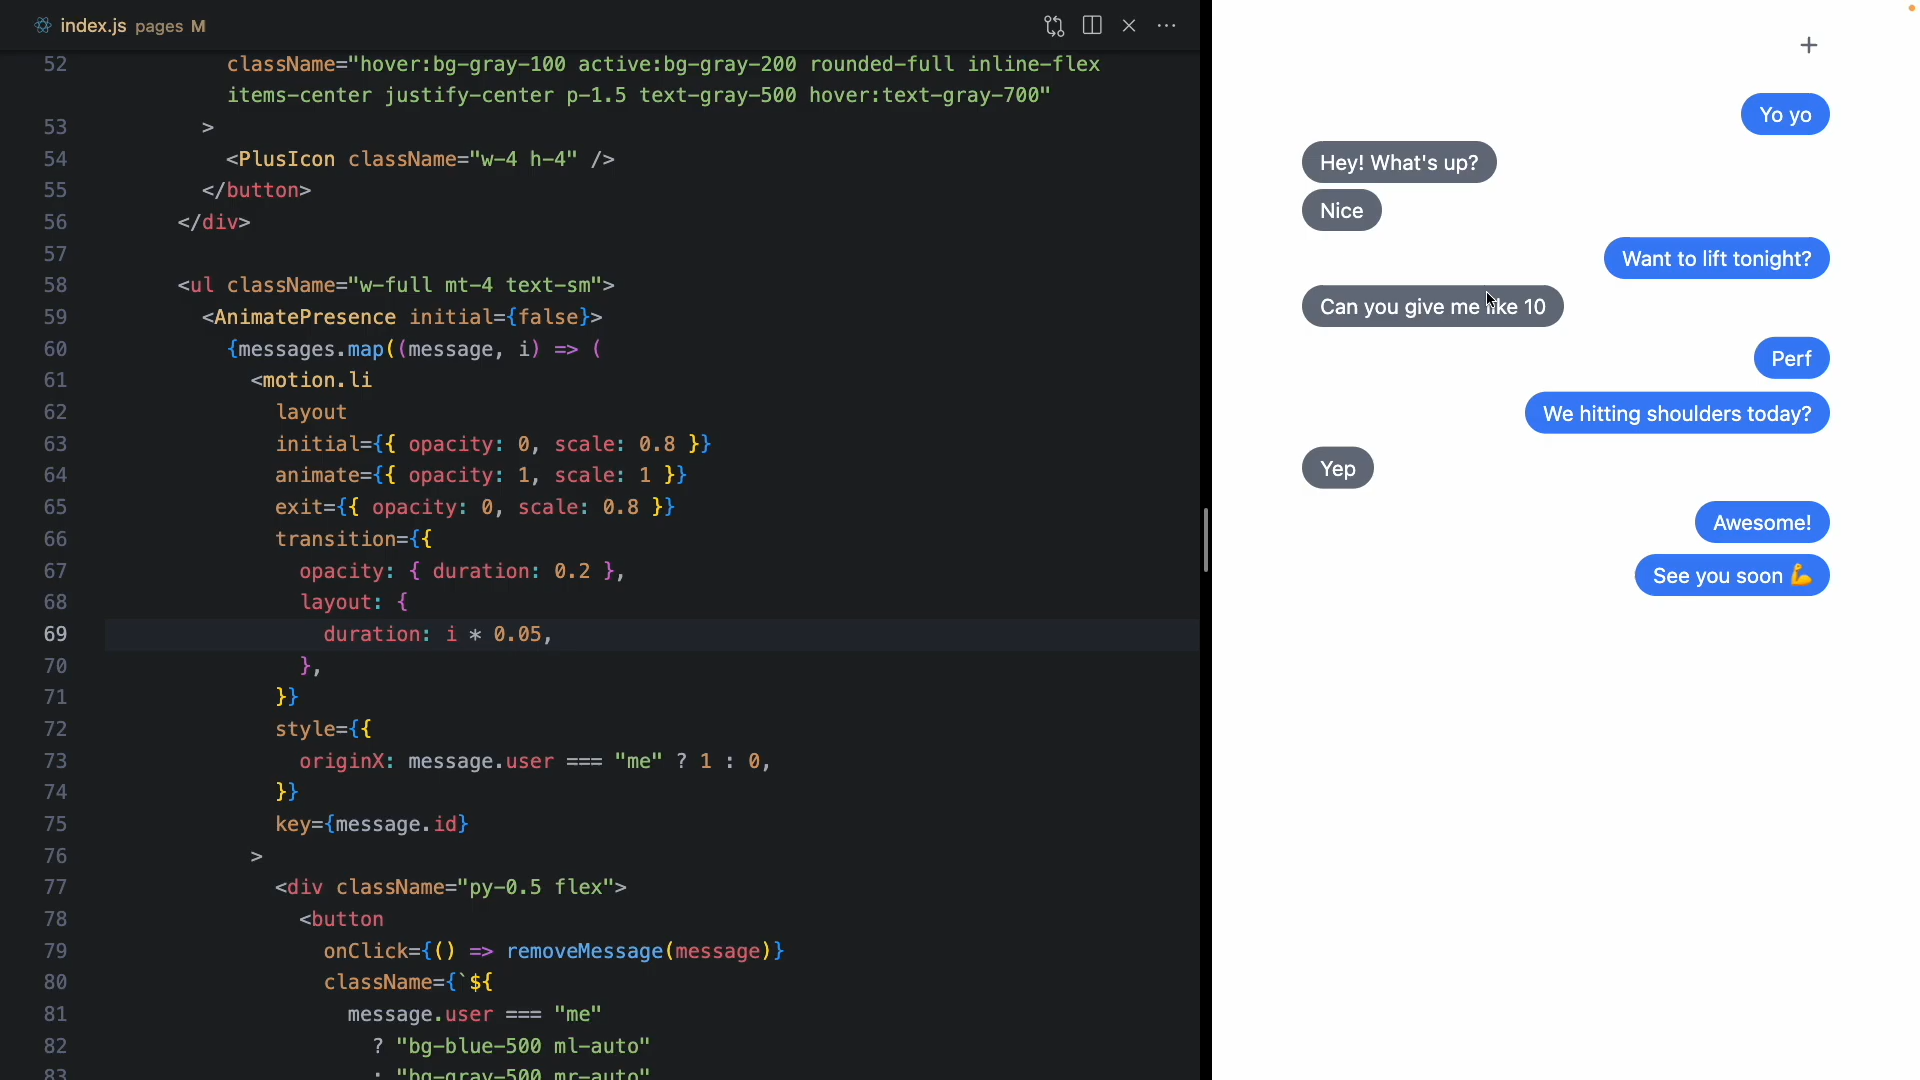 index.js pages M
52 className="hover:bg-gray-100 active:bg-gray-200 rounded-full inline-flex
items-center justify-center p-1.5 text-gray-500 hover:text-gray-700"
53 >
54 <PlusIcon className="w-4 h-4" />
55 </button>
56 </div>
57
58 <ul className="w-full mt-4 text-sm">
59 <AnimatePresence initial={false}>
60 {messages.map((message, i) => (
61 <motion.li
62 layout
63 initial={{ opacity: 0, scale: 0.8 }}
64 animate={{ opacity: 1, scale: 1 }}
65 exit={{ opacity: 0, scale: 0.8 }}
66 transition={{
67 opacity: { duration: 0.2 },
68 layout: {
69 duration: i * 0.05,
70 },
71 }}
72 style={{
73 originX: message.user === "me" ? 1 : 0,
74 }}
75 key={message.id}
76 >
77 <div className="py-0.5 flex">
78 <button
79 onClick={() => removeMessage(message)}
80 className={`${
81 message.user === "me"
82 ? "bg-blue-500 ml-auto"
83 : "bg-gray-500 mr-auto"
Yo yo
Hey! What's up?
Nice
Want to lift tonight?
Can you give me like 10
Perf
We hitting shoulders today?
Yep
Awesome!
See you soon 💪